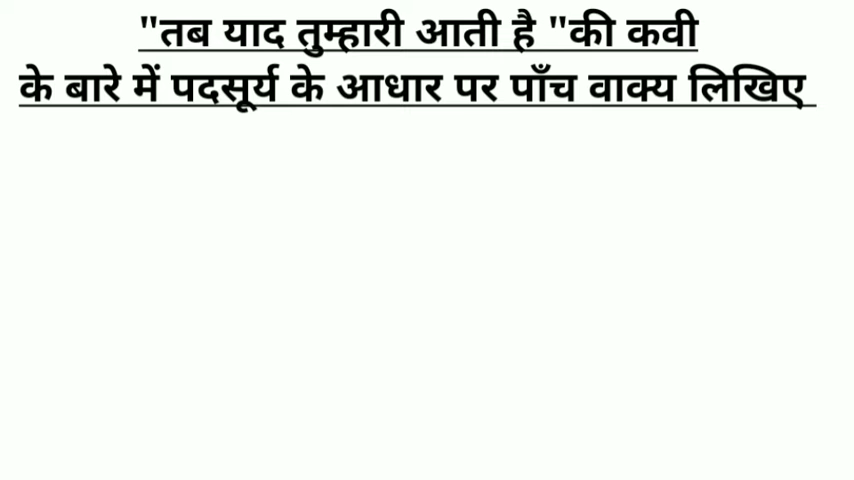 "तब याद तुम्हारी आती है "की कवी
के बारे में पदसूर्य के आधार पर पाँच वाक्य लिखिए